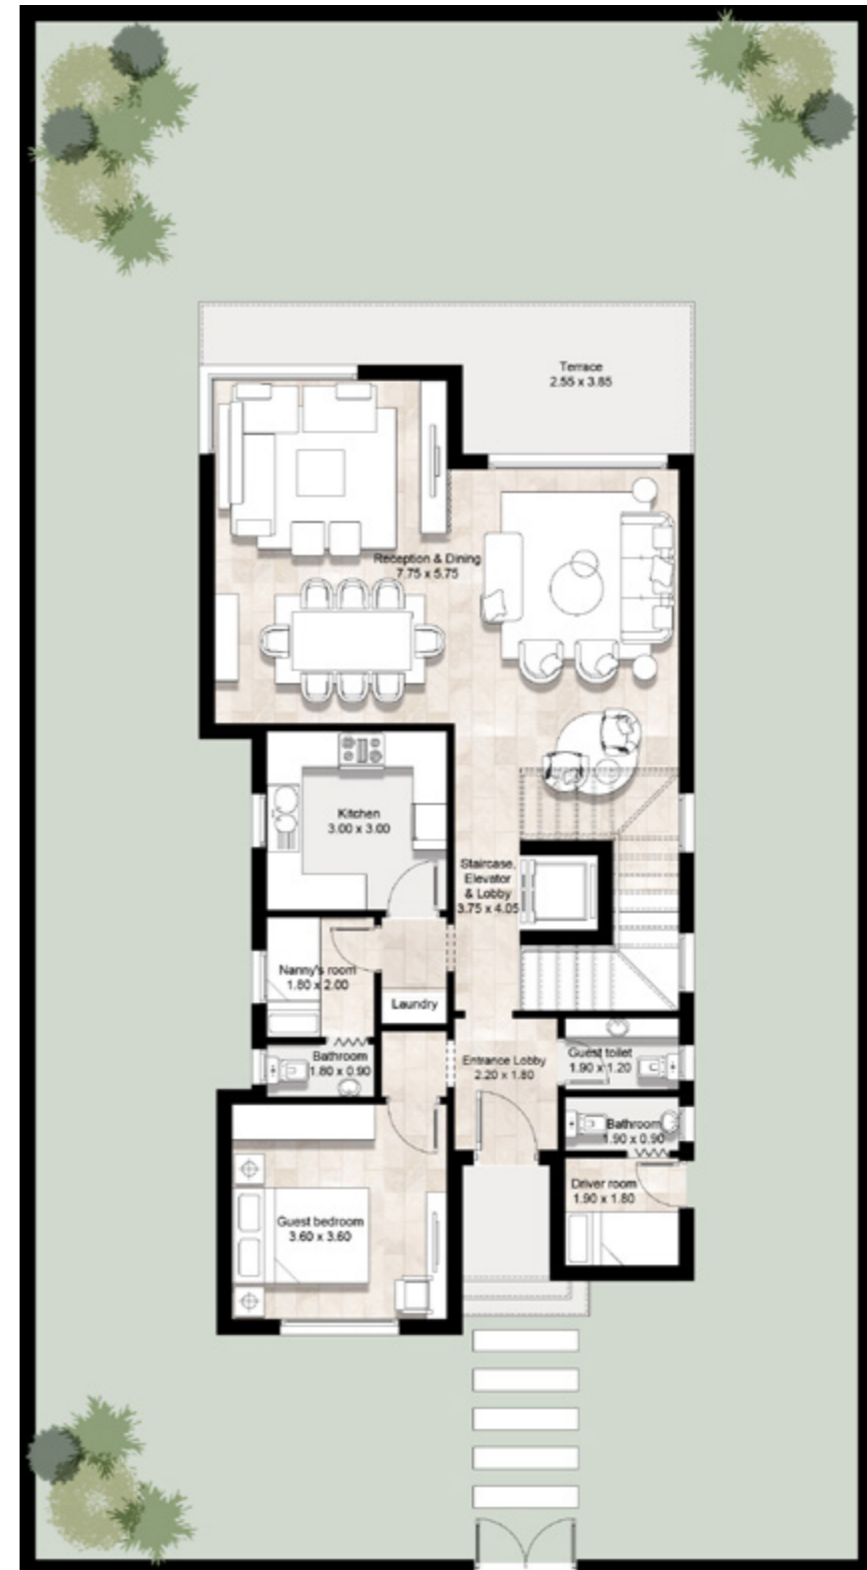 Terrace
2.55 x 3.85
Reception & Dining
7.75 x 5.75
Kitchen
3.00 x 3.00
Staircase,
Elevator
& Lobby
3.75 x 4.05
Nanny's room
1.80 x 2.00
Laundry
Bathroom
1.80 x 0.90
Entrance Lobby
2.20 x 1.80
Guest toilet
1.90 x 1.20
Bathroom
1.90 x 0.90
Driver room
1.90 x 1.80
Guest bedroom
3.60 x 3.60